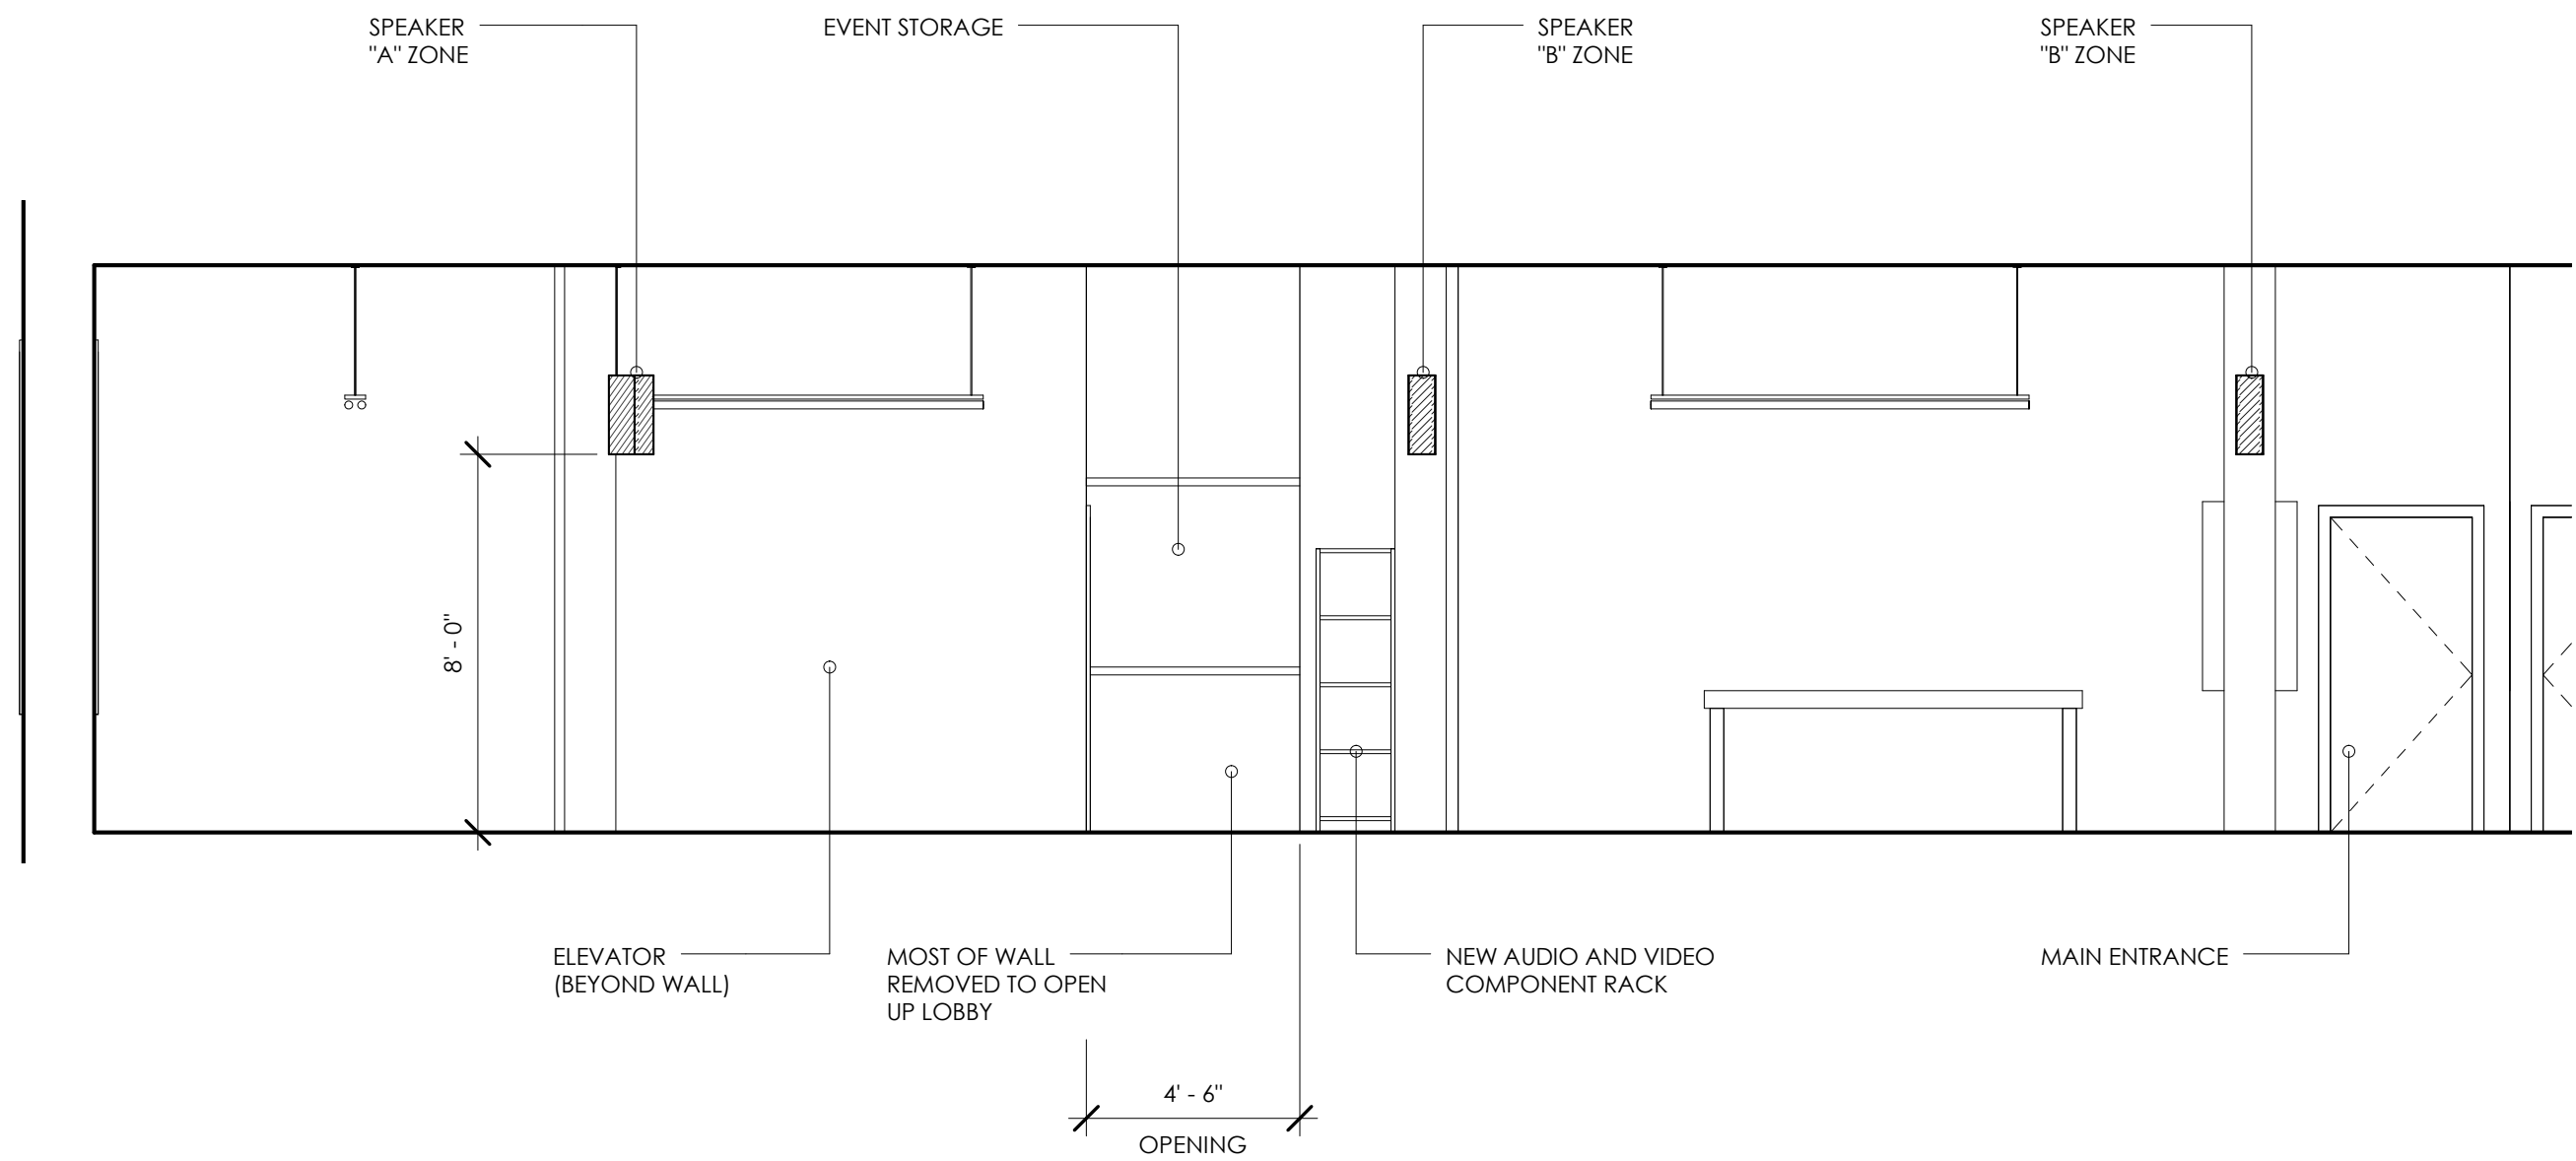 SPEAKER
"A" ZONE
EVENT STORAGE
SPEAKER
"B" ZONE
SPEAKER
"B" ZONE
8' - 0"
ELEVATOR
(BEYOND WALL)
MOST OF WALL
REMOVED TO OPEN
UP LOBBY
NEW AUDIO AND VIDEO
COMPONENT RACK
MAIN ENTRANCE
4' - 6"
OPENING